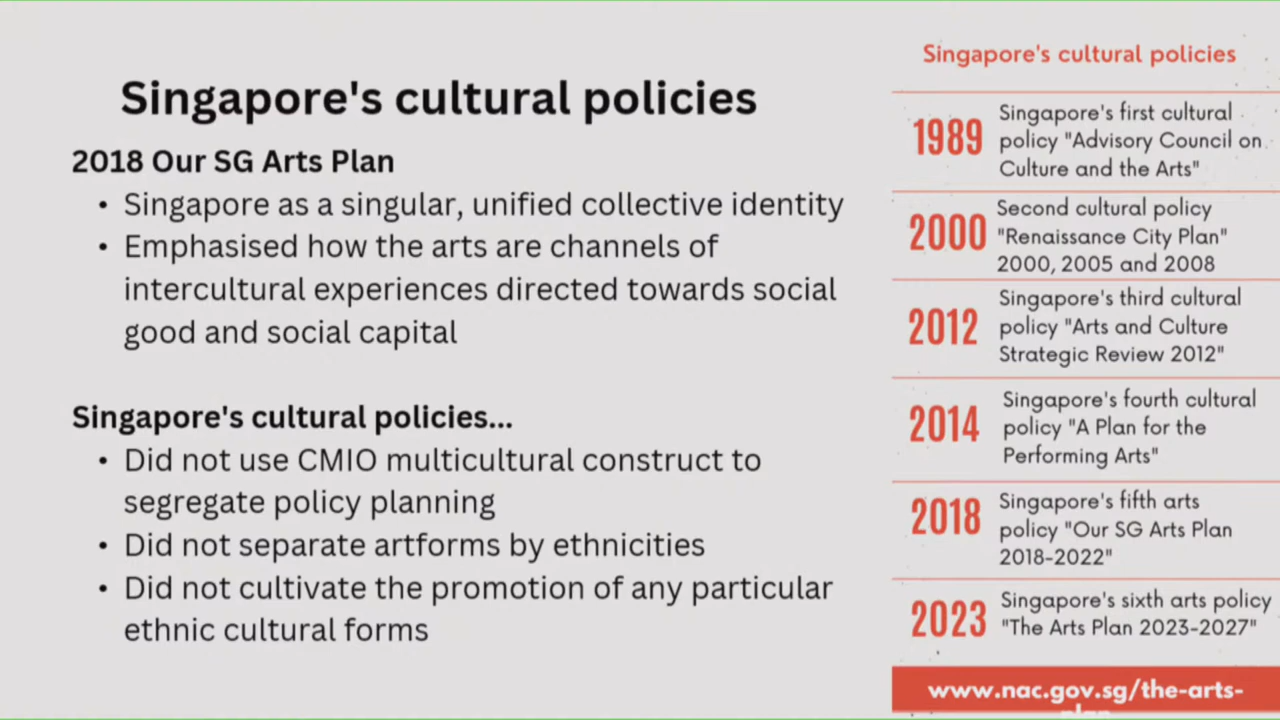 Singapore's cultural policies
2018 Our SG Arts Plan
• Singapore as a singular, unified collective identity
• Emphasised how the arts are channels of
intercultural experiences directed towards social
good and social capital
Singapore's cultural policies...
• Did not use CMIO multicultural construct to
segregate policy planning
• Did not separate artforms by ethnicities
• Did not cultivate the promotion of any particular
ethnic cultural forms
Singapore's cultural policies
1989
Singapore's first cultural
policy "Advisory Council on
Culture and the Arts"
2000
Second cultural policy
"Renaissance City Plan"
2000, 2005 and 2008
2012
Singapore's third cultural
policy "Arts and Culture
Strategic Review 2012"
2014
Singapore's fourth cultural
policy "A Plan for the
Performing Arts"
2018
Singapore's fifth arts
policy "Our SG Arts Plan
2018-2022"
2023
Singapore's sixth arts policy
"The Arts Plan 2023-2027"
www.nac.gov.sg/the-arts-
plan